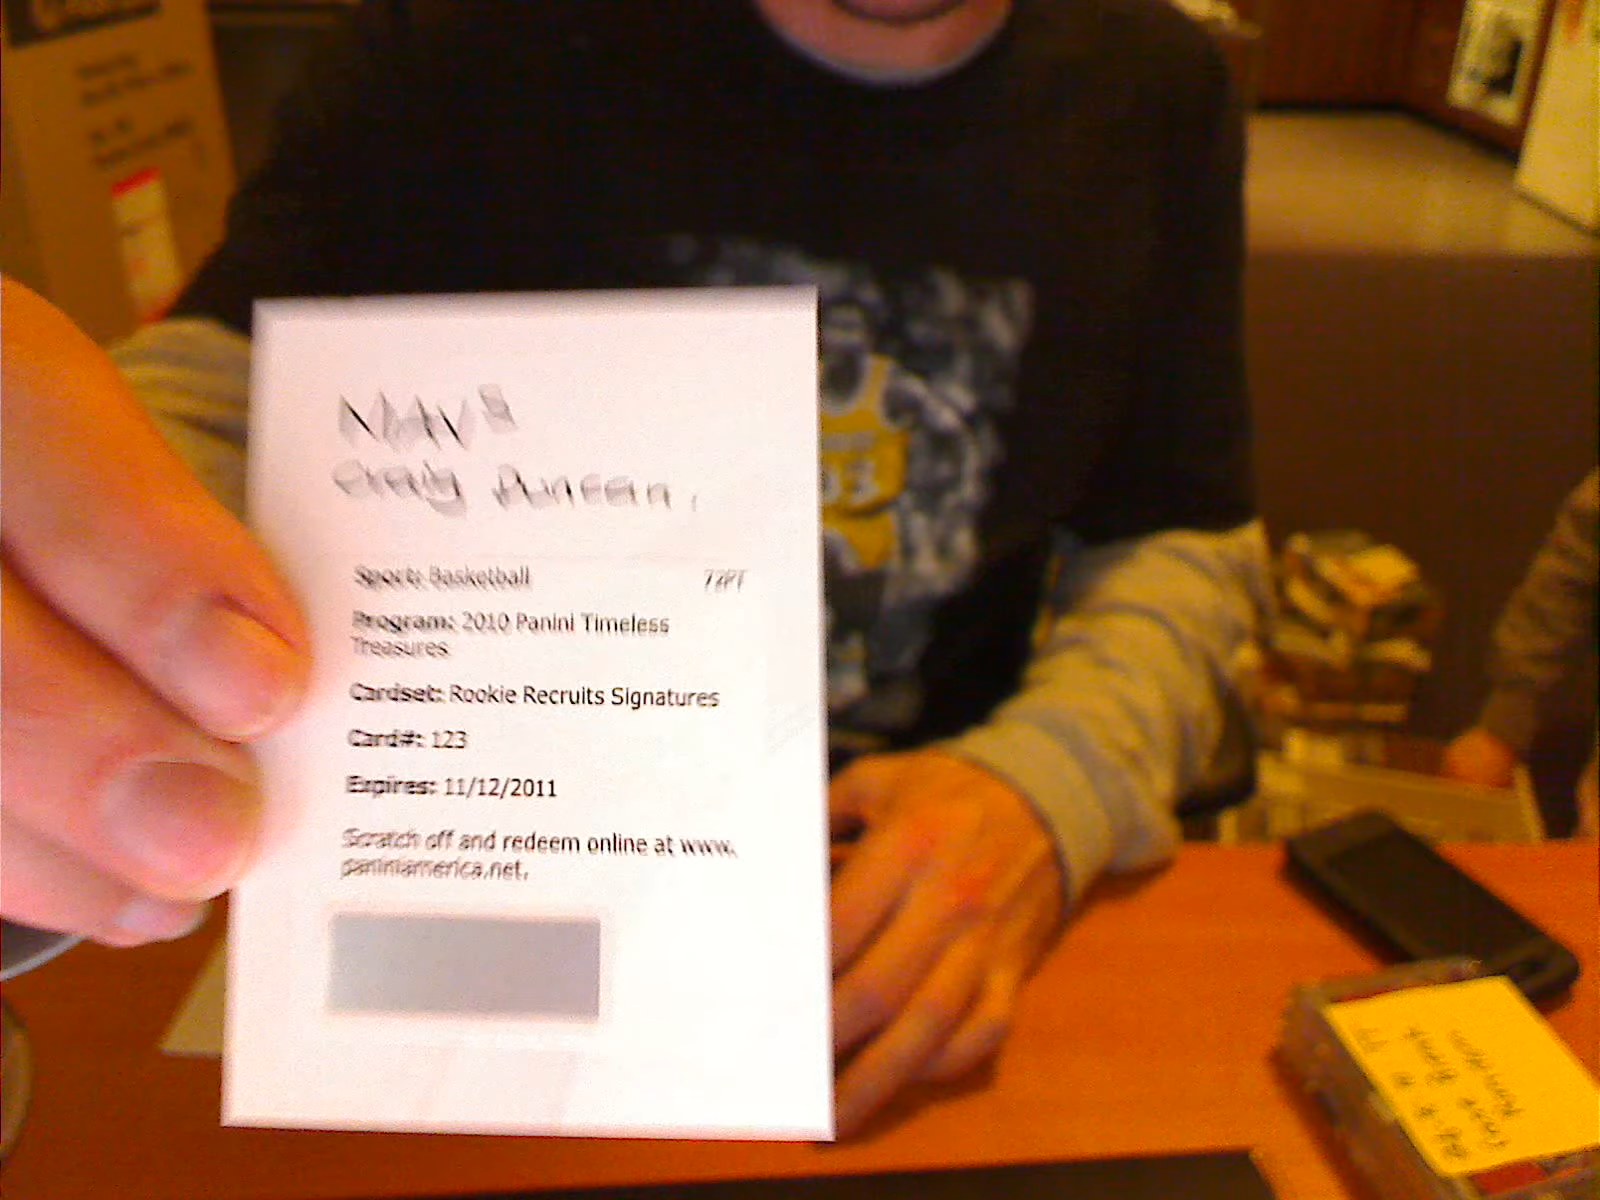 MAVS
Craig Duncan.
Sport: Basketball 72PT
Program: 2010 Panini Timeless
Treasures
Cardset: Rookie Recruits Signatures
Card#: 123
Expires: 11/12/2011
Scratch off and redeem online at www.
paniniamerica.net.